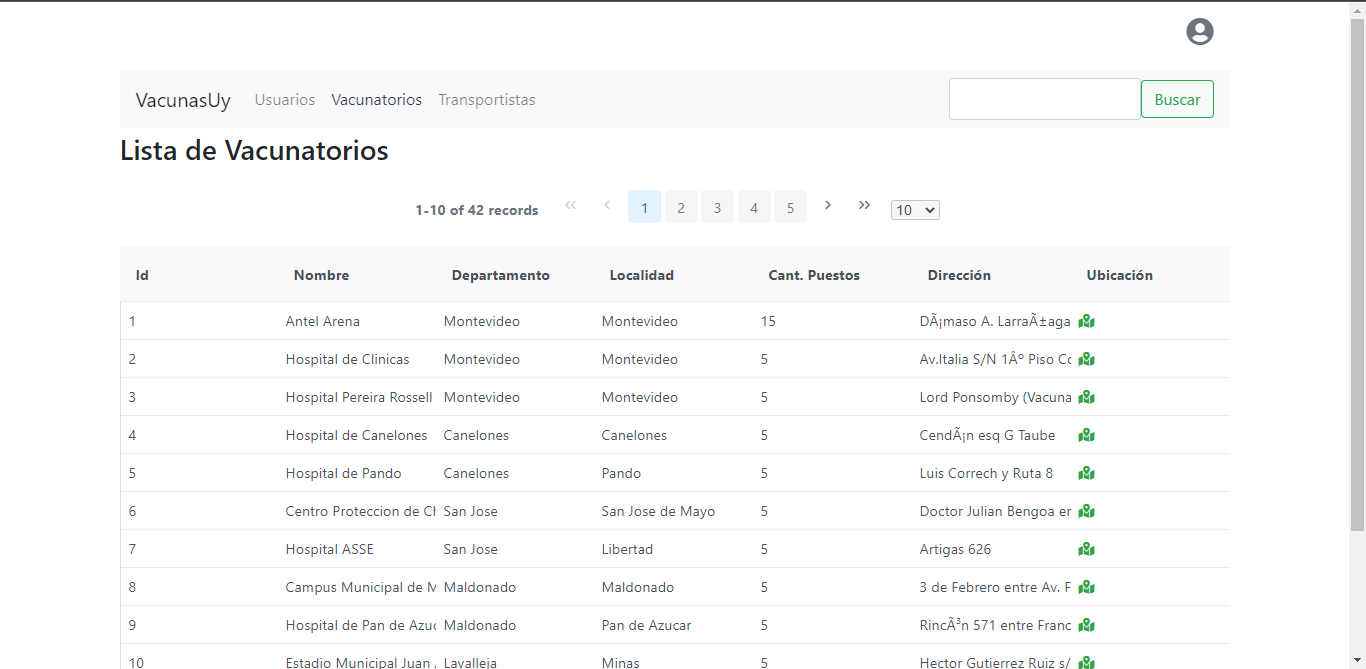 VacunasUy Usuarios Vacunatorios Transportistas Buscar
Lista de Vacunatorios
1-10 of 42 records « ‹ 1 2 3 4 5 › » 10
Id Nombre Departamento Localidad Cant. Puestos Dirección Ubicación
1 Antel Arena Montevideo Montevideo 15 DÃ¡maso A. LarraÃ±aga
2 Hospital de Clinicas Montevideo Montevideo 5 Av.Italia S/N 1Âº Piso Co
3 Hospital Pereira Rossell Montevideo Montevideo 5 Lord Ponsomby (Vacuna
4 Hospital de Canelones Canelones Canelones 5 CendÃ¡n esq G Taube
5 Hospital de Pando Canelones Pando 5 Luis Correch y Ruta 8
6 Centro Proteccion de Ch San Jose San Jose de Mayo 5 Doctor Julian Bengoa en
7 Hospital ASSE San Jose Libertad 5 Artigas 626
8 Campus Municipal de M Maldonado Maldonado 5 3 de Febrero entre Av. F
9 Hospital de Pan de Azuc Maldonado Pan de Azucar 5 RincÃ³n 571 entre Franc
10 Estadio Municipal Juan Lavalleja Minas 5 Hector Gutierrez Ruiz s/